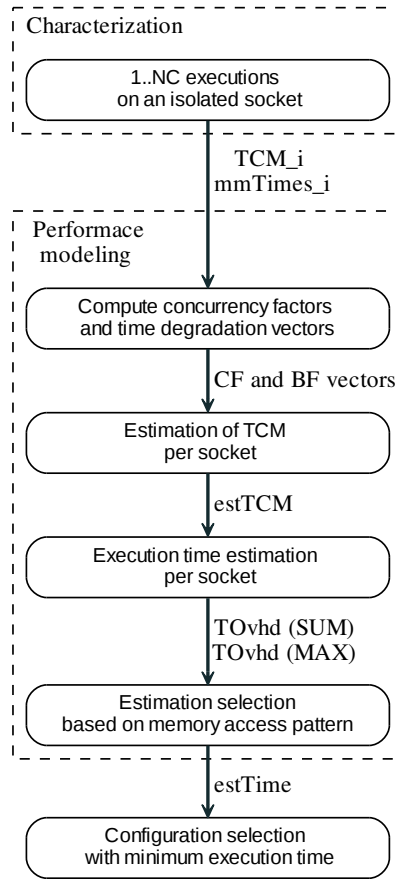 Characterization
1..NC executions
on an isolated socket
TCM_i
mmTimes_i
Performace
modeling
Compute concurrency factors
and time degradation vectors
CF and BF vectors
Estimation of TCM
per socket
estTCM
Execution time estimation
per socket
TOvhd (SUM)
TOvhd (MAX)
Estimation selection
based on memory access pattern
estTime
Configuration selection
with minimum execution time